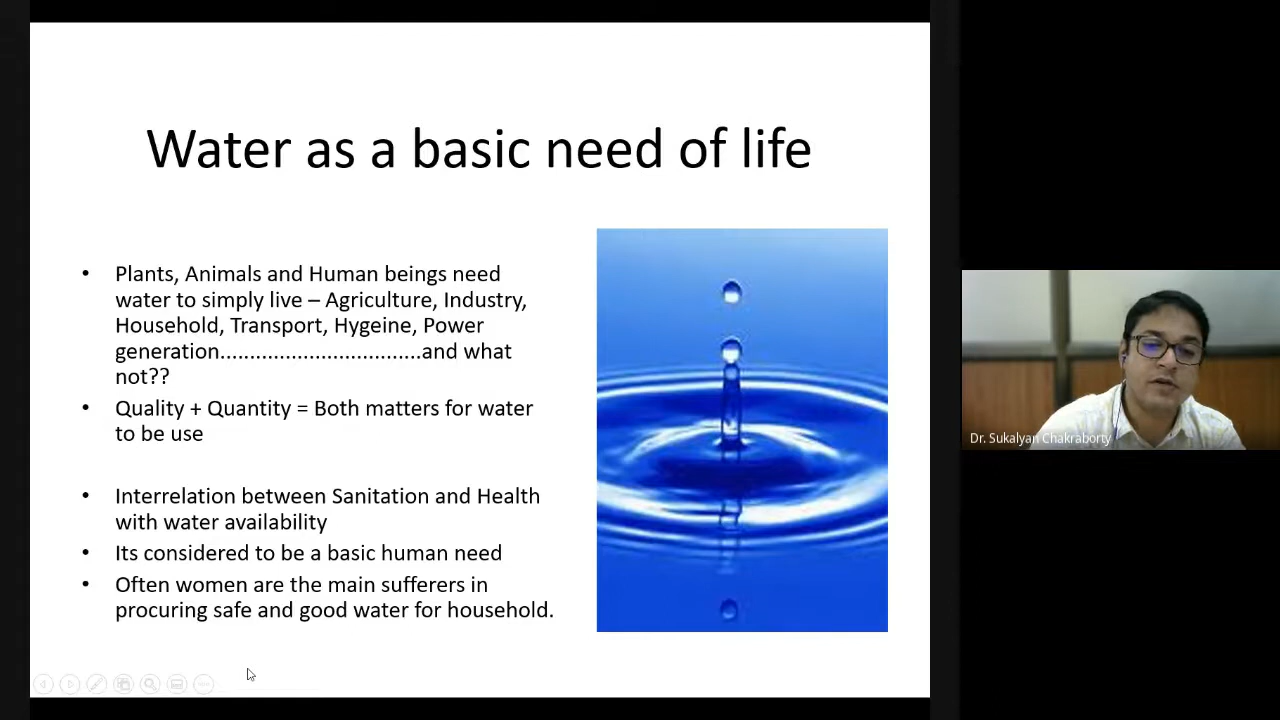 Water as a basic need of life
• Plants, Animals and Human beings need
water to simply live – Agriculture, Industry,
Household, Transport, Hygeine, Power
generation..................................and what
not??
• Quality + Quantity = Both matters for water
to be use
• Interrelation between Sanitation and Health
with water availability
• Its considered to be a basic human need
• Often women are the main sufferers in
procuring safe and good water for household.
Dr. Sukalyan Chakraborty